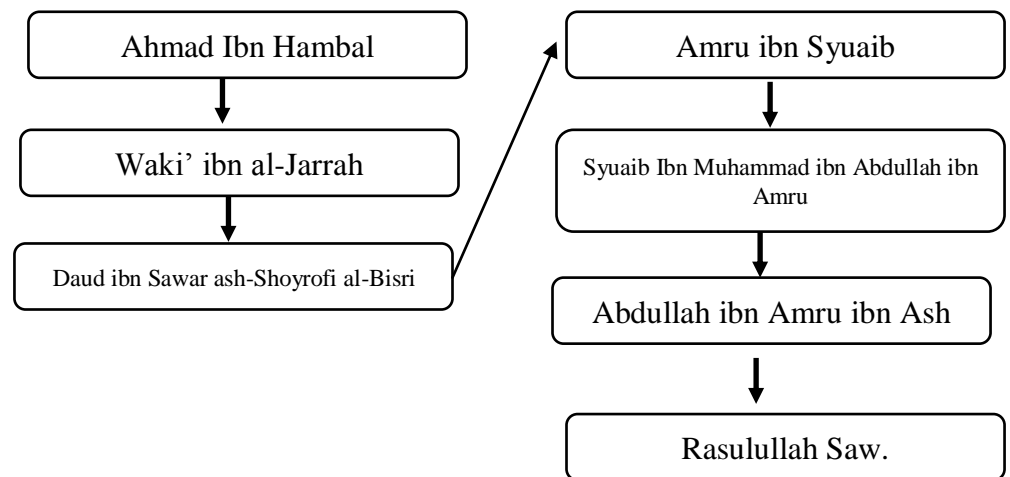 Ahmad Ibn Hambal
Waki’ ibn al-Jarrah
Daud ibn Sawar ash-Shoyrofi al-Bisri
Amru ibn Syuaib
Syuaib Ibn Muhammad ibn Abdullah ibn
Amru
Abdullah ibn Amru ibn Ash
Rasulullah Saw.